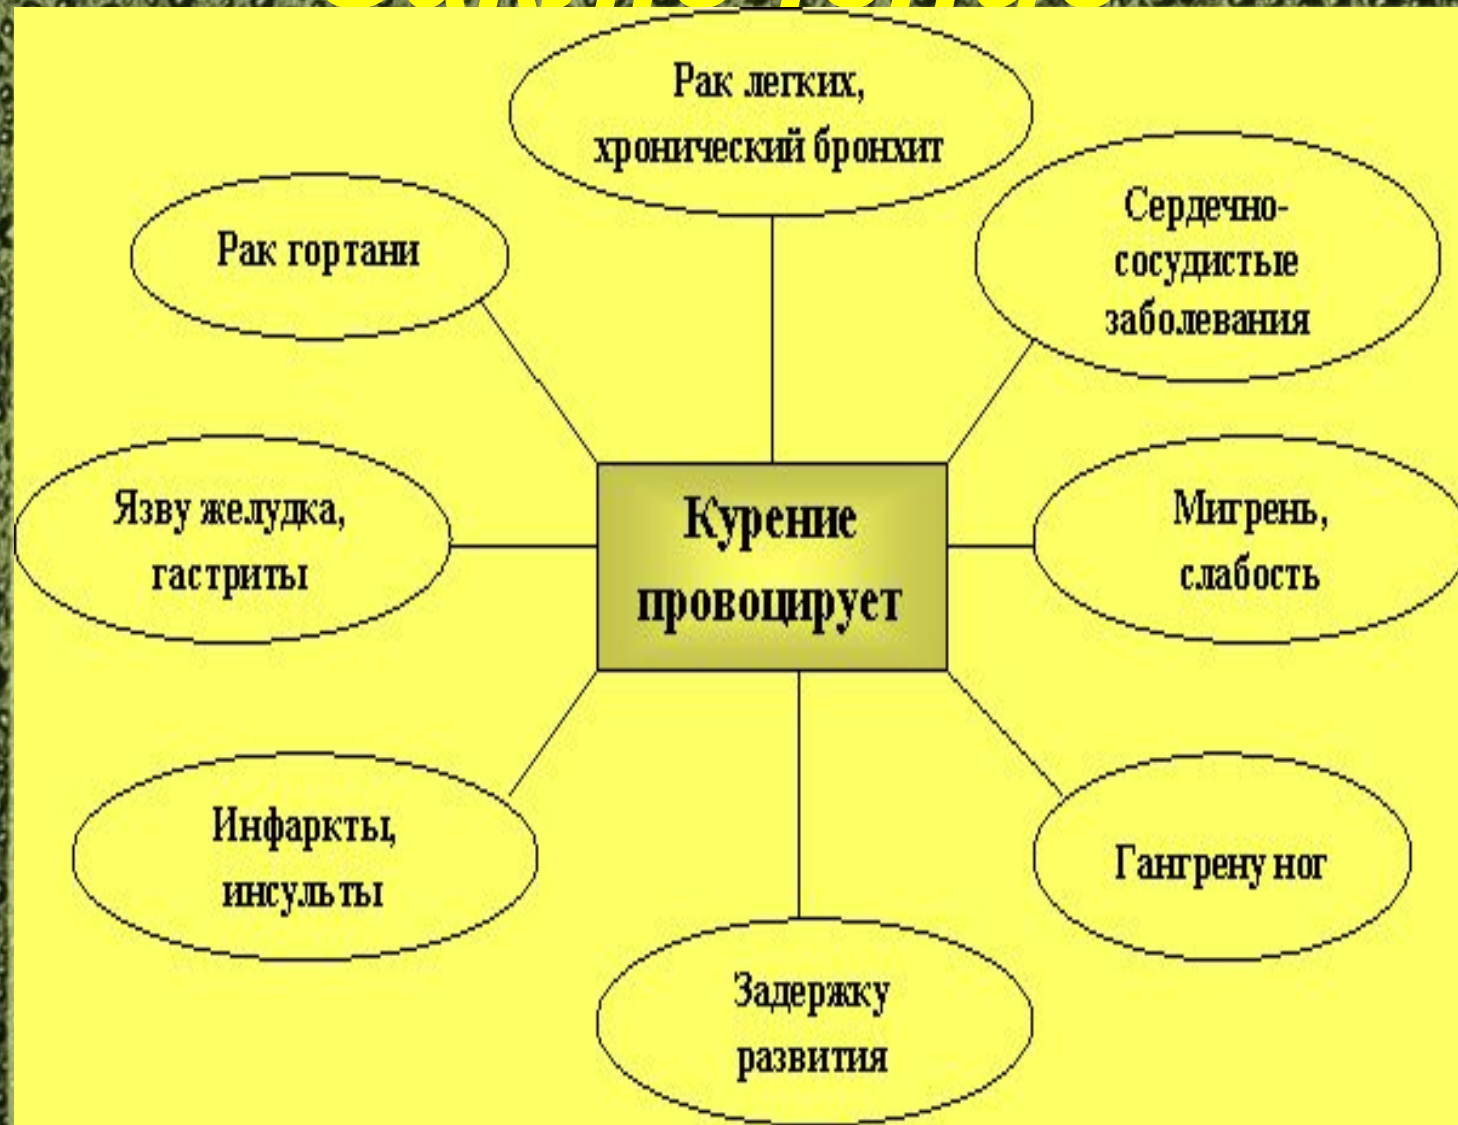 Рак легких,
хронический бронхит
Сердечно-
сосудистые
заболевания
Рак гортани
Язву желудка,
гастриты
Курение
провоцирует
Мигрень,
слабость
Инфаркты,
инсульты
Гангрену ног
Задержку
развития